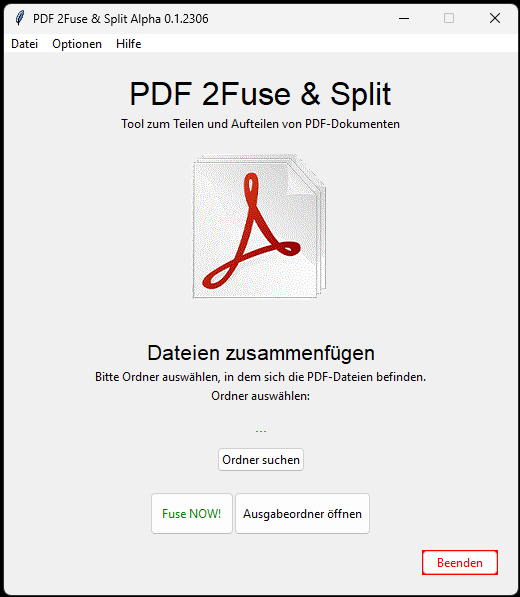 PDF 2Fuse & Split Alpha 0.1.2306
Datei Optionen Hilfe
PDF 2Fuse & Split
Tool zum Teilen und Aufteilen von PDF-Dokumenten
Dateien zusammenfügen
Bitte Ordner auswählen, in dem sich die PDF-Dateien befinden.
Ordner auswählen:
...
Ordner suchen
Fuse NOW! Ausgabeordner öffnen
Beenden